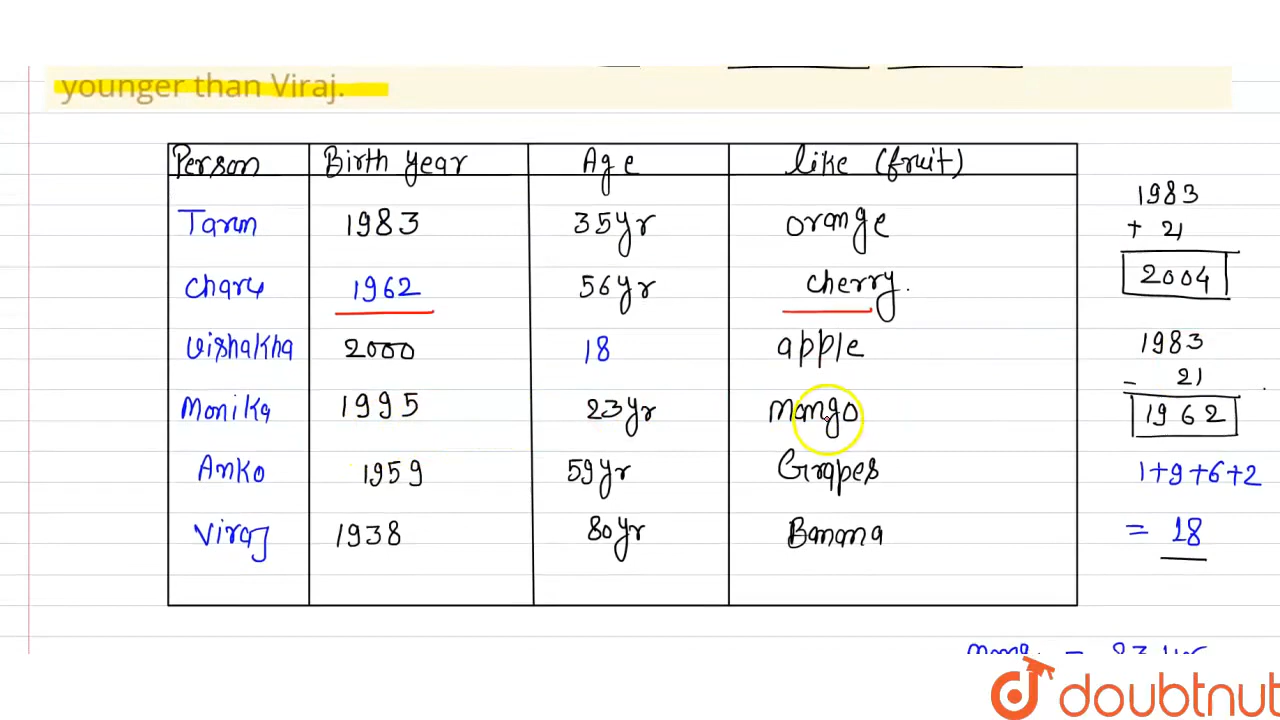 younger than Viraj.
Person Birth year Age like (fruit)
Tarun 1983 35yr orange
Charu 1962 56yr cherry.
Vishakha 2000 18 apple
Monika 1995 23yr Mango
Anko 1959 59yr Grapes
Viraj 1938 80yr Banana
1983
+ 21
2004
1983
- 21
1962
1+9+6+2
= 18
doubtnut